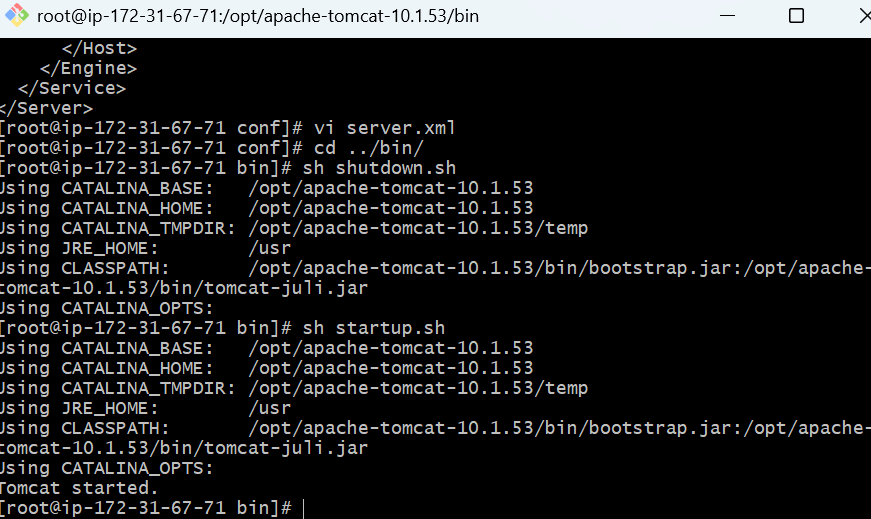 root@ip-172-31-67-71:/opt/apache-tomcat-10.1.53/bin
</Host>
</Engine>
</Service>
</Server>
[root@ip-172-31-67-71 conf]# vi server.xml
[root@ip-172-31-67-71 conf]# cd ../bin/
[root@ip-172-31-67-71 bin]# sh shutdown.sh
Using CATALINA_BASE:   /opt/apache-tomcat-10.1.53
Using CATALINA_HOME:   /opt/apache-tomcat-10.1.53
Using CATALINA_TMPDIR: /opt/apache-tomcat-10.1.53/temp
Using JRE_HOME:        /usr
Using CLASSPATH:       /opt/apache-tomcat-10.1.53/bin/bootstrap.jar:/opt/apache-
tomcat-10.1.53/bin/tomcat-juli.jar
Using CATALINA_OPTS:
[root@ip-172-31-67-71 bin]# sh startup.sh
Using CATALINA_BASE:   /opt/apache-tomcat-10.1.53
Using CATALINA_HOME:   /opt/apache-tomcat-10.1.53
Using CATALINA_TMPDIR: /opt/apache-tomcat-10.1.53/temp
Using JRE_HOME:        /usr
Using CLASSPATH:       /opt/apache-tomcat-10.1.53/bin/bootstrap.jar:/opt/apache-
tomcat-10.1.53/bin/tomcat-juli.jar
Using CATALINA_OPTS:
Tomcat started.
[root@ip-172-31-67-71 bin]#